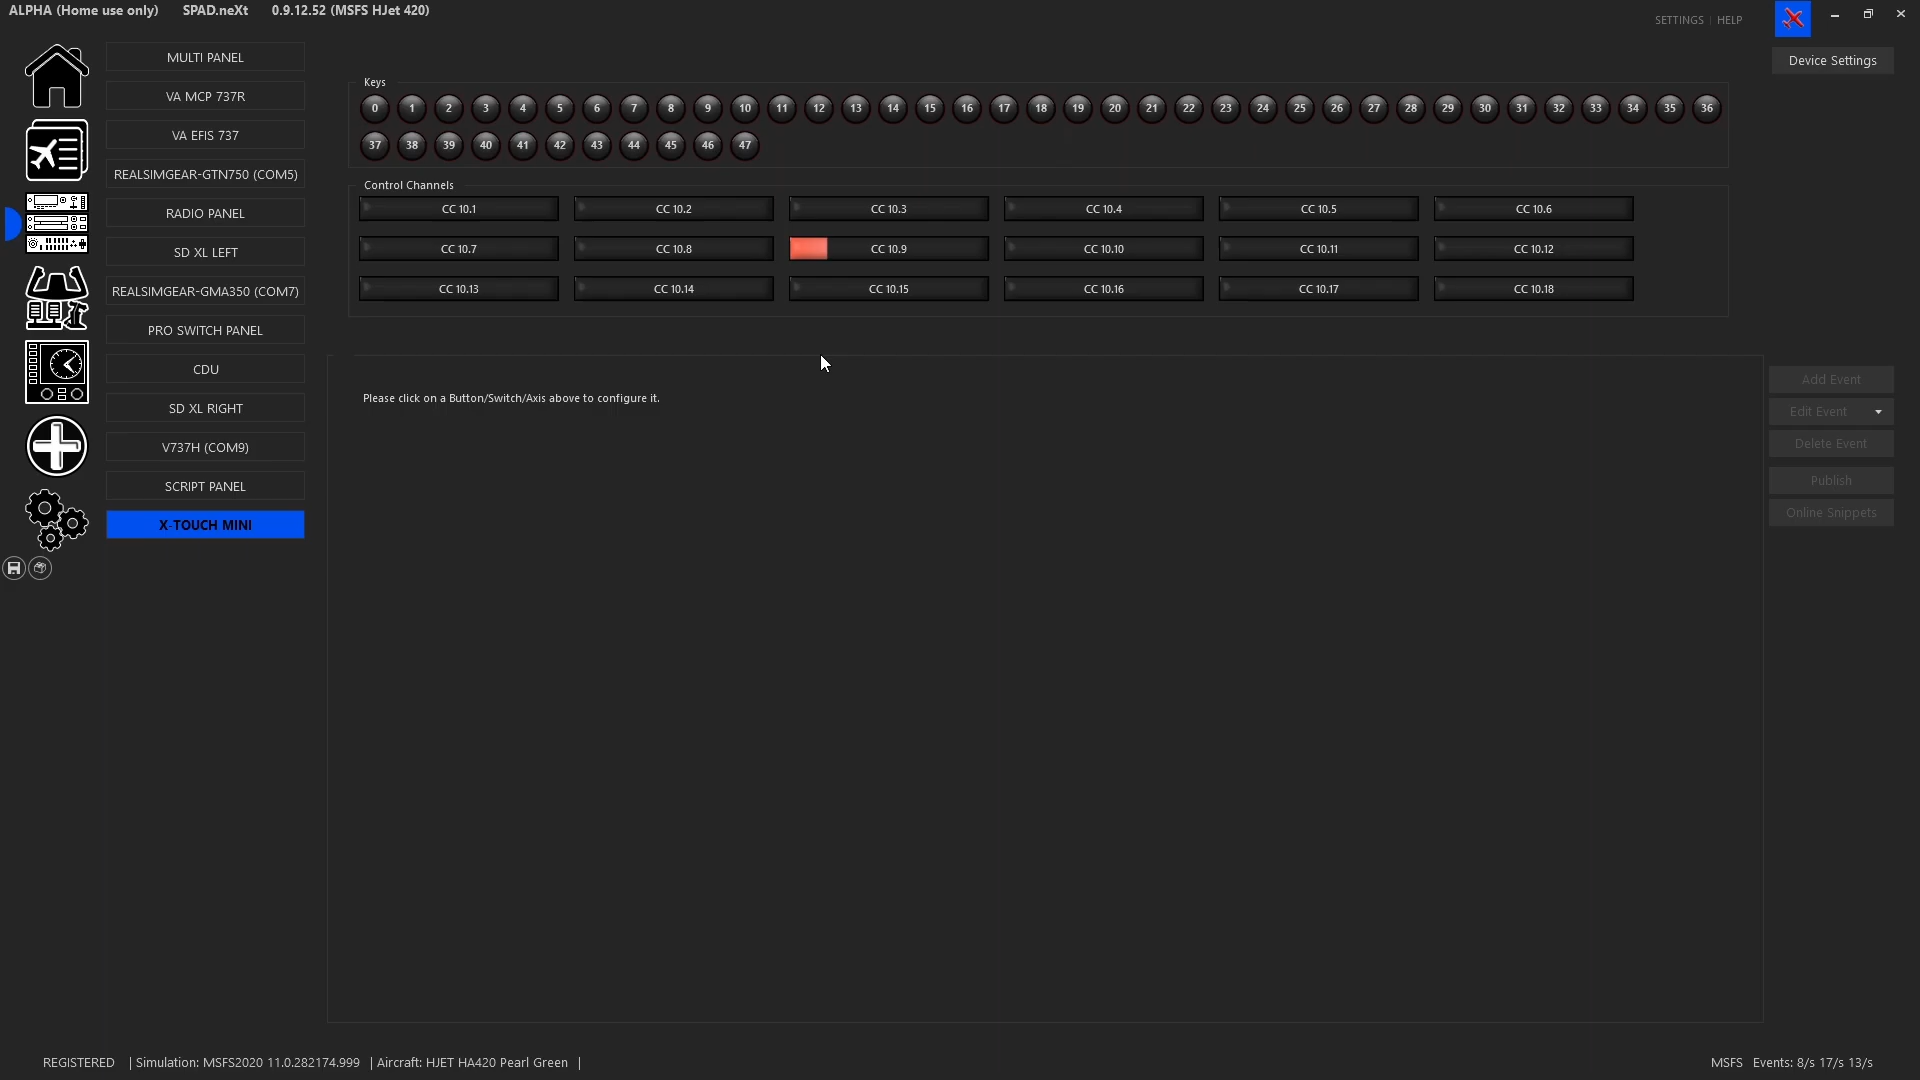 ALPHA (Home use only) SPAD.neXt 0.9.12.52 (MSFS HJet 420)
SETTINGS | HELP
Device Settings
MULTI PANEL
VA MCP 737R
VA EFIS 737
REALSIMGEAR-GTN750 (COM5)
RADIO PANEL
SD XL LEFT
REALSIMGEAR-GMA350 (COM7)
PRO SWITCH PANEL
CDU
SD XL RIGHT
V737H (COM9)
SCRIPT PANEL
X-TOUCH MINI
Keys
0 1 2 3 4 5 6 7 8 9 10 11 12 13 14 15 16 17 18 19 20 21 22 23 24 25 26 27 28 29 30 31 32 33 34 35 36
37 38 39 40 41 42 43 44 45 46 47
Control Channels
CC 10.1 CC 10.2 CC 10.3 CC 10.4 CC 10.5 CC 10.6
CC 10.7 CC 10.8 CC 10.9 CC 10.10 CC 10.11 CC 10.12
CC 10.13 CC 10.14 CC 10.15 CC 10.16 CC 10.17 CC 10.18
Please click on a Button/Switch/Axis above to configure it.
Add Event
Edit Event
Delete Event
Publish
Online Snippets
REGISTERED | Simulation: MSFS2020 11.0.282174.999 | Aircraft: HJET HA420 Pearl Green |
MSFS Events: 8/s 17/s 13/s